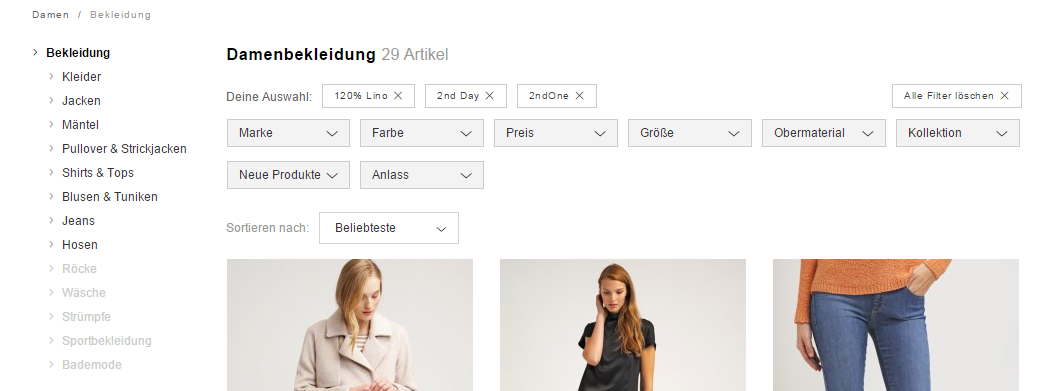 Damen / Bekleidung
Bekleidung
Kleider
Jacken
Mäntel
Pullover & Strickjacken
Shirts & Tops
Blusen & Tuniken
Jeans
Hosen
Röcke
Wäsche
Strümpfe
Sportbekleidung
Bademode
Damenbekleidung 29 Artikel
Deine Auswahl: 120% Lino 2nd Day 2ndOne Alle Filter löschen
Marke Farbe Preis Größe Obermaterial Kollektion
Neue Produkte Anlass
Sortieren nach: Beliebteste